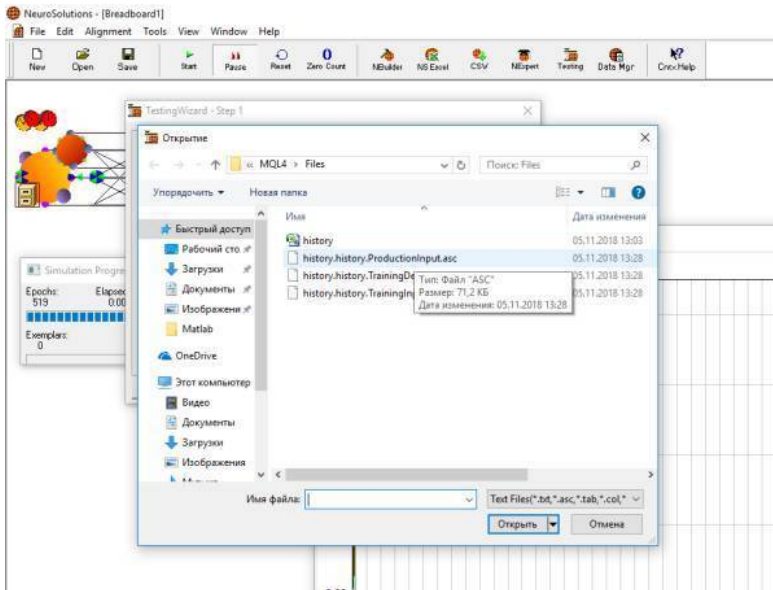 NeuroSolutions - [Breadboard1]
File Edit Alignment Tools View Window Help
New Open Save Start Pause Reset Zero Count NBuilder NS Excel CSV NExpert Testing Data Mgr CntxHelp
TestingWizard - Step 1
Открытие
« MQL4 › Files
Поиск: Files
Упорядочить
Новая папка
Имя
Дата изменения
Быстрый доступ
Рабочий сто
Загрузки
Документы
Изображени
Matlab
OneDrive
Этот компьютер
Видео
Документы
Загрузки
Изображения
history 05.11.2018 13:03
history.history.ProductionInput.asc 05.11.2018 13:28
history.history.TrainingDe 05.11.2018 13:28
history.history.TrainingIn 05.11.2018 13:28
Тип: Файл "ASC"
Размер: 71,2 КБ
Дата изменения: 05.11.2018 13:28
Имя файла:
Text Files(*.txt,*.asc,*.tab,*.col,*
Открыть
Отмена
Simulation Progre
Epochs: Elapsed
519 0:00
Exemplars:
0